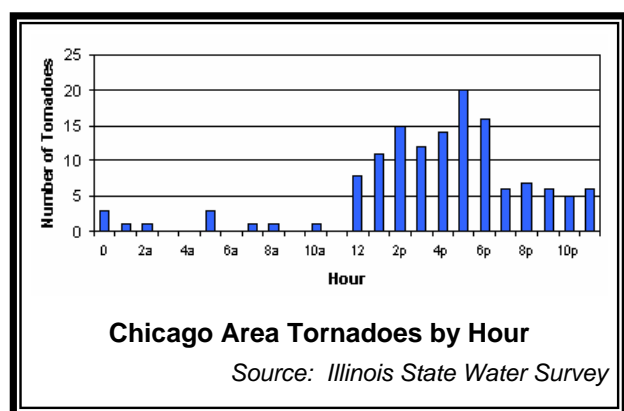 Number of Tornadoes
25
20
15
10
5
0
0 2a 4a 6a 8a 10a 12 2p 4p 6p 8p 10p
Hour
Chicago Area Tornadoes by Hour
Source: Illinois State Water Survey